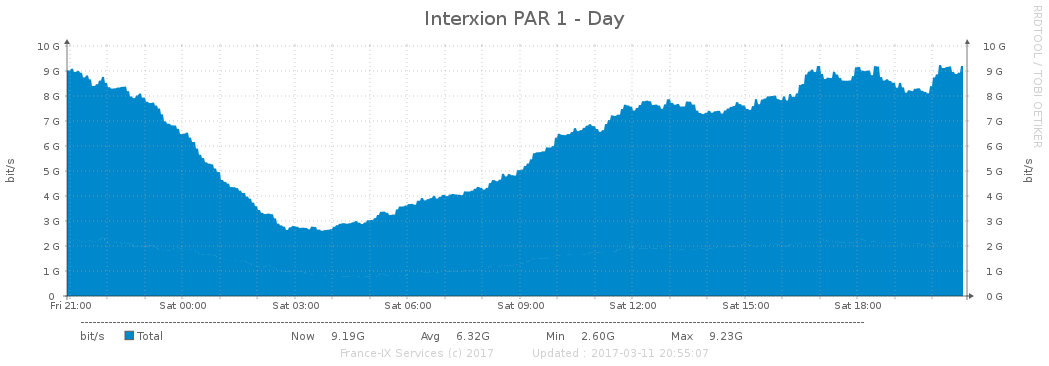 Interxion PAR 1 - Day
RRDTOOL / TOBI OETIKER
10 G 10 G
9 G 9 G
8 G 8 G
7 G 7 G
6 G 6 G
5 G 5 G
4 G 4 G
3 G 3 G
2 G 2 G
1 G 1 G
0 0 G
bit/s bit/s
Fri 21:00 Sat 00:00 Sat 03:00 Sat 06:00 Sat 09:00 Sat 12:00 Sat 15:00 Sat 18:00
bit/s Total Now 9.19G Avg 6.32G Min 2.60G Max 9.23G
France-IX Services (c) 2017 Updated : 2017-03-11 20:55:07